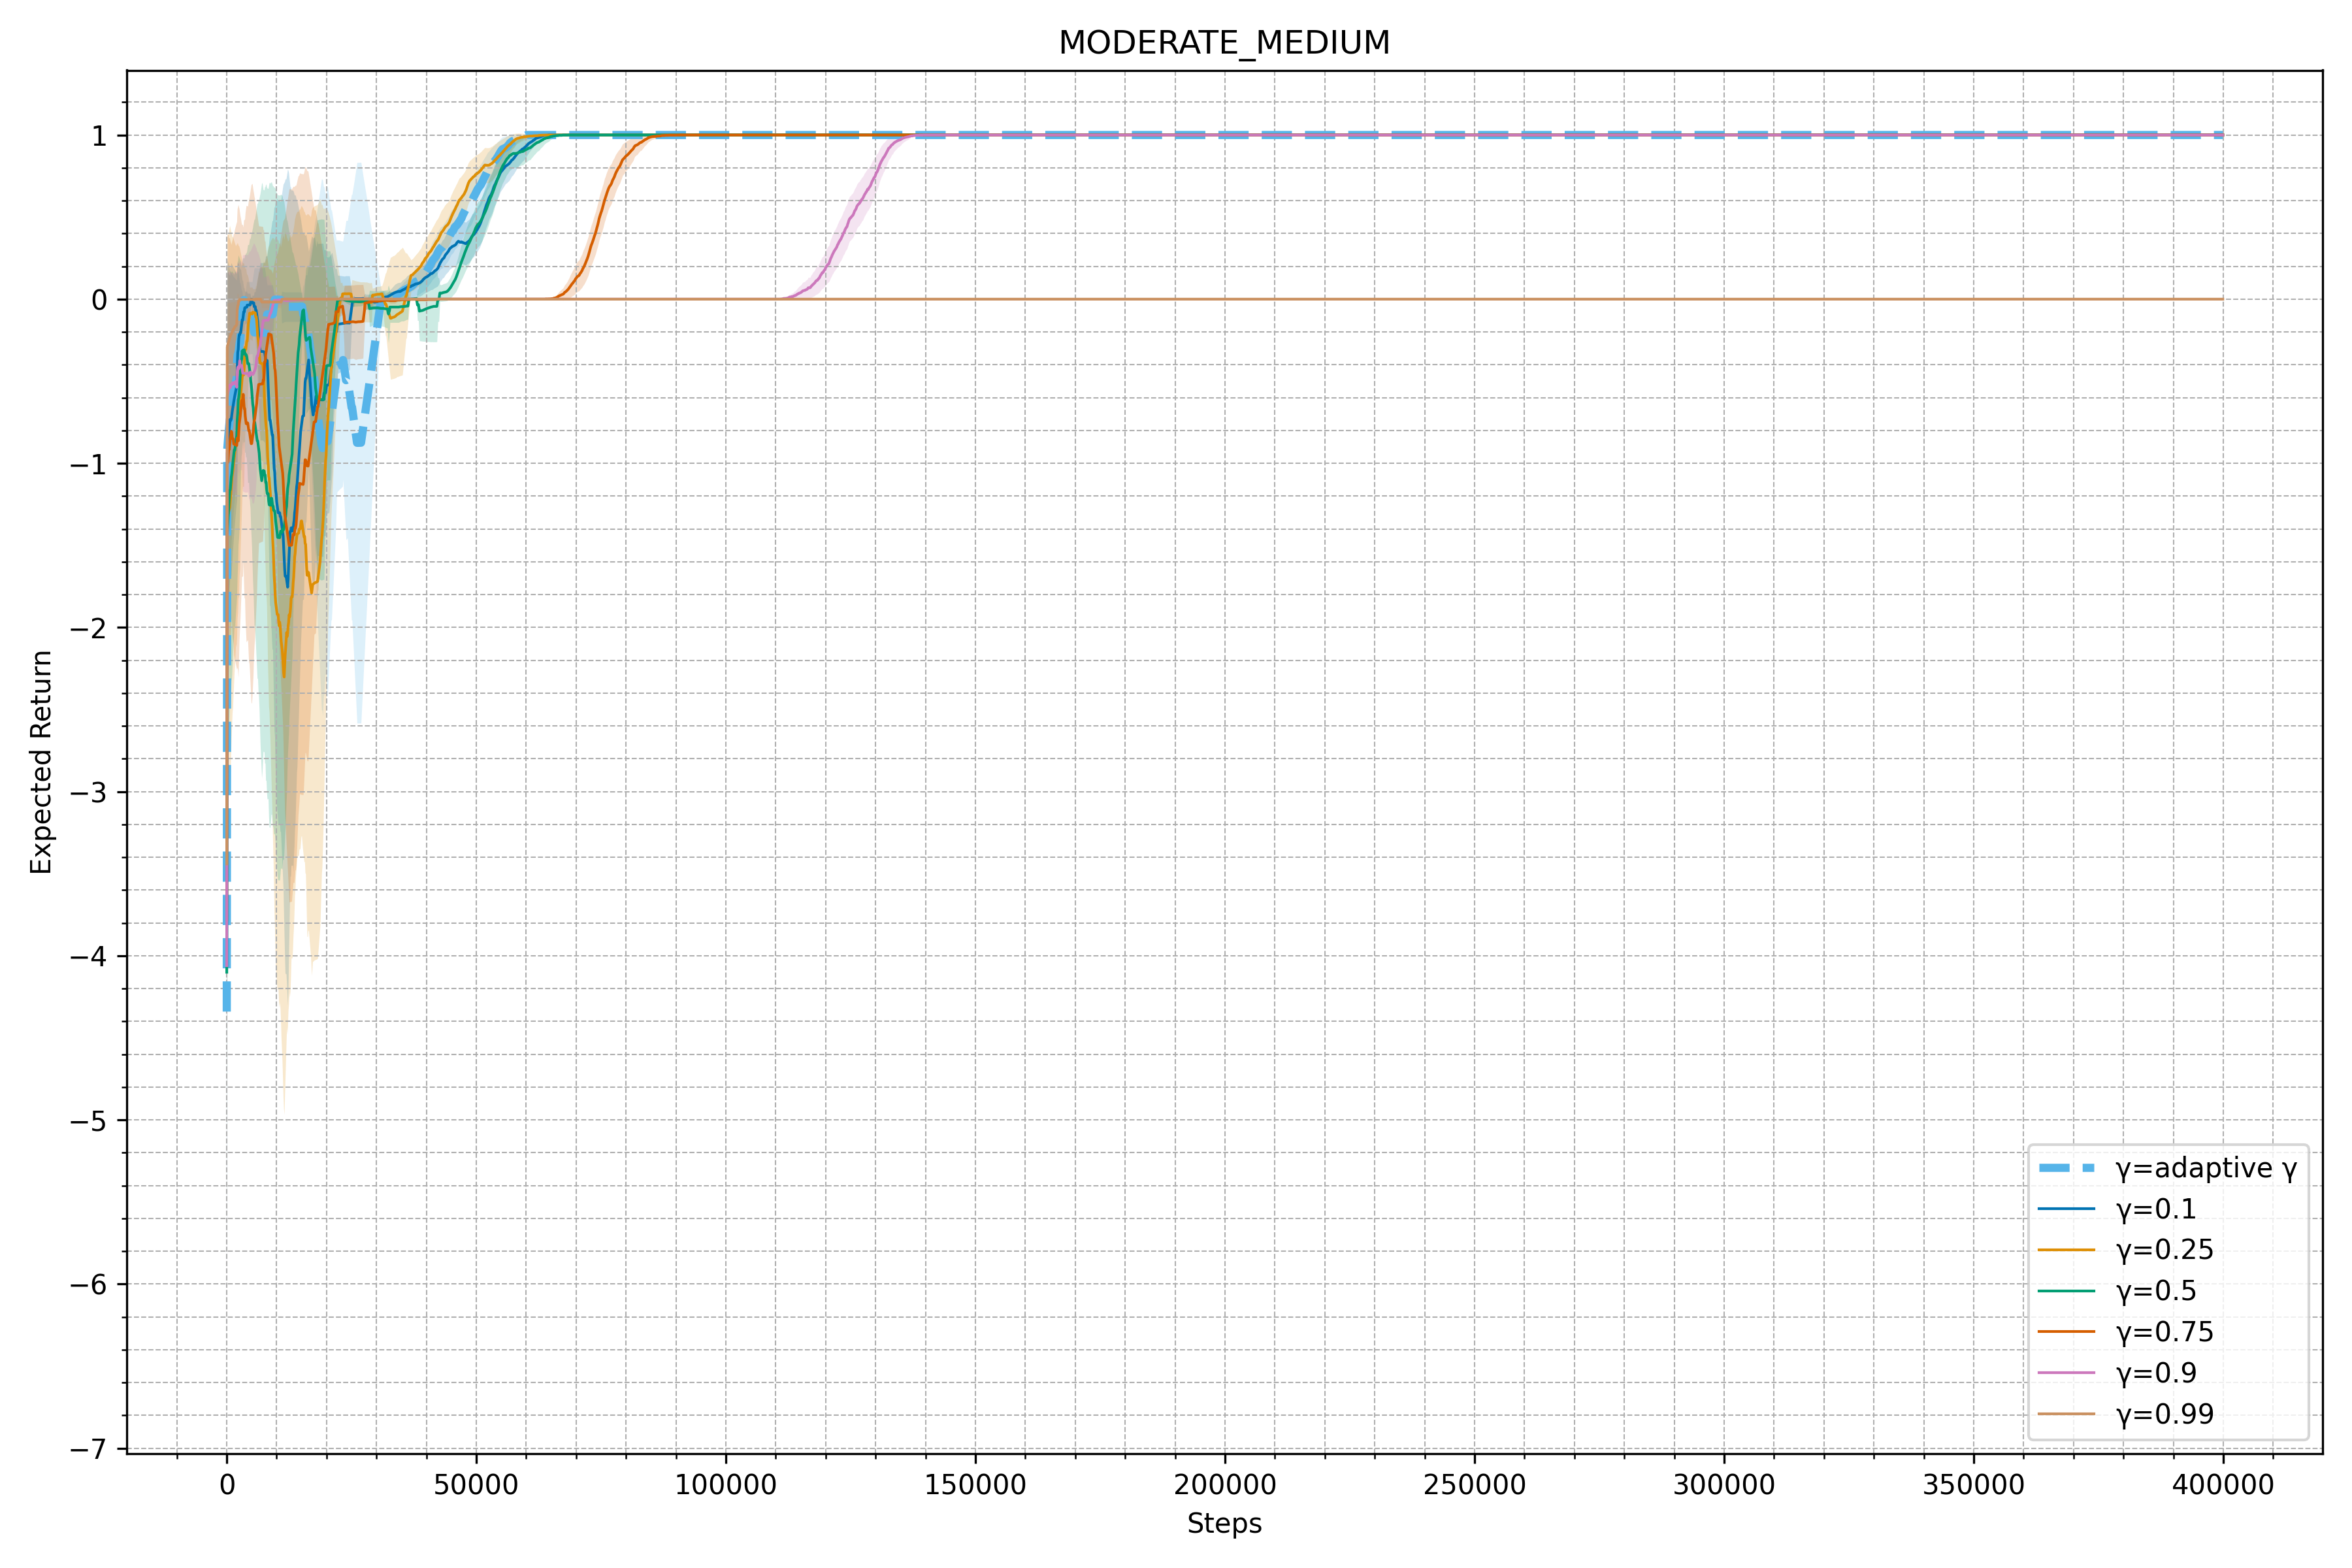 MODERATE_MEDIUM
Expected Return
1
0
−1
−2
−3
−4
−5
−6
−7
γ=adaptive γ
γ=0.1
γ=0.25
γ=0.5
γ=0.75
γ=0.9
γ=0.99
0 50000 100000 150000 200000 250000 300000 350000 400000
Steps